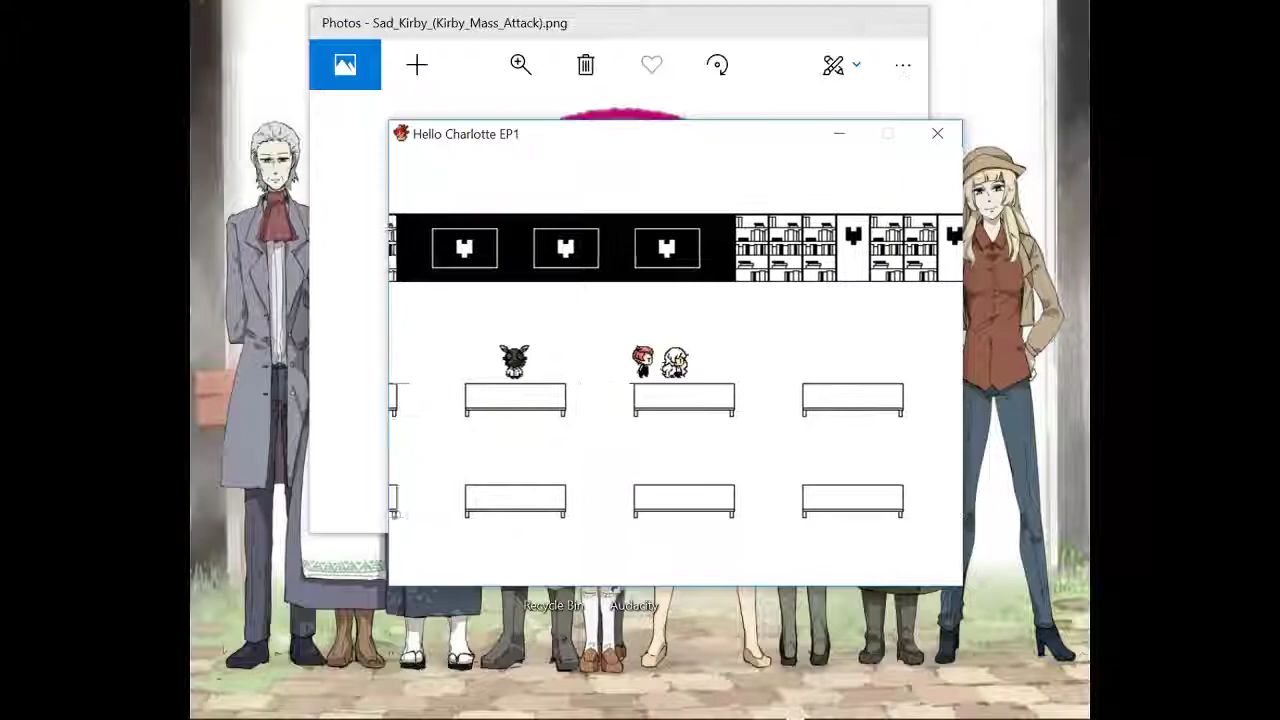 Photos - Sad_Kirby_(Kirby_Mass_Attack).png
Hello Charlotte EP1
Recycle Bin
Audacity